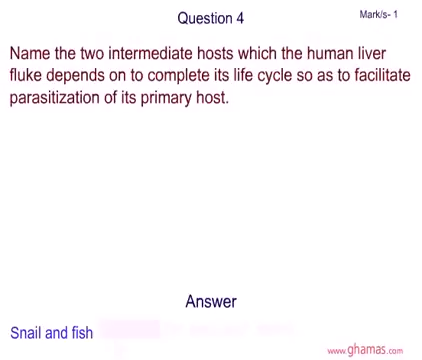 Question 4
Mark/s- 1
Name the two intermediate hosts which the human liver
fluke depends on to complete its life cycle so as to facilitate
parasitization of its primary host.
Answer
Snail and fish
www.ghamas.com